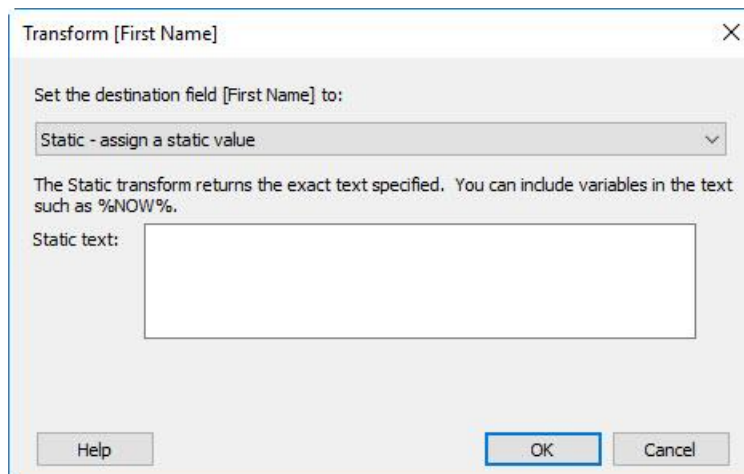 Transform [First Name]
Set the destination field [First Name] to:
Static - assign a static value
The Static transform returns the exact text specified.  You can include variables in the text
such as %NOW%.
Static text:
Help
OK
Cancel